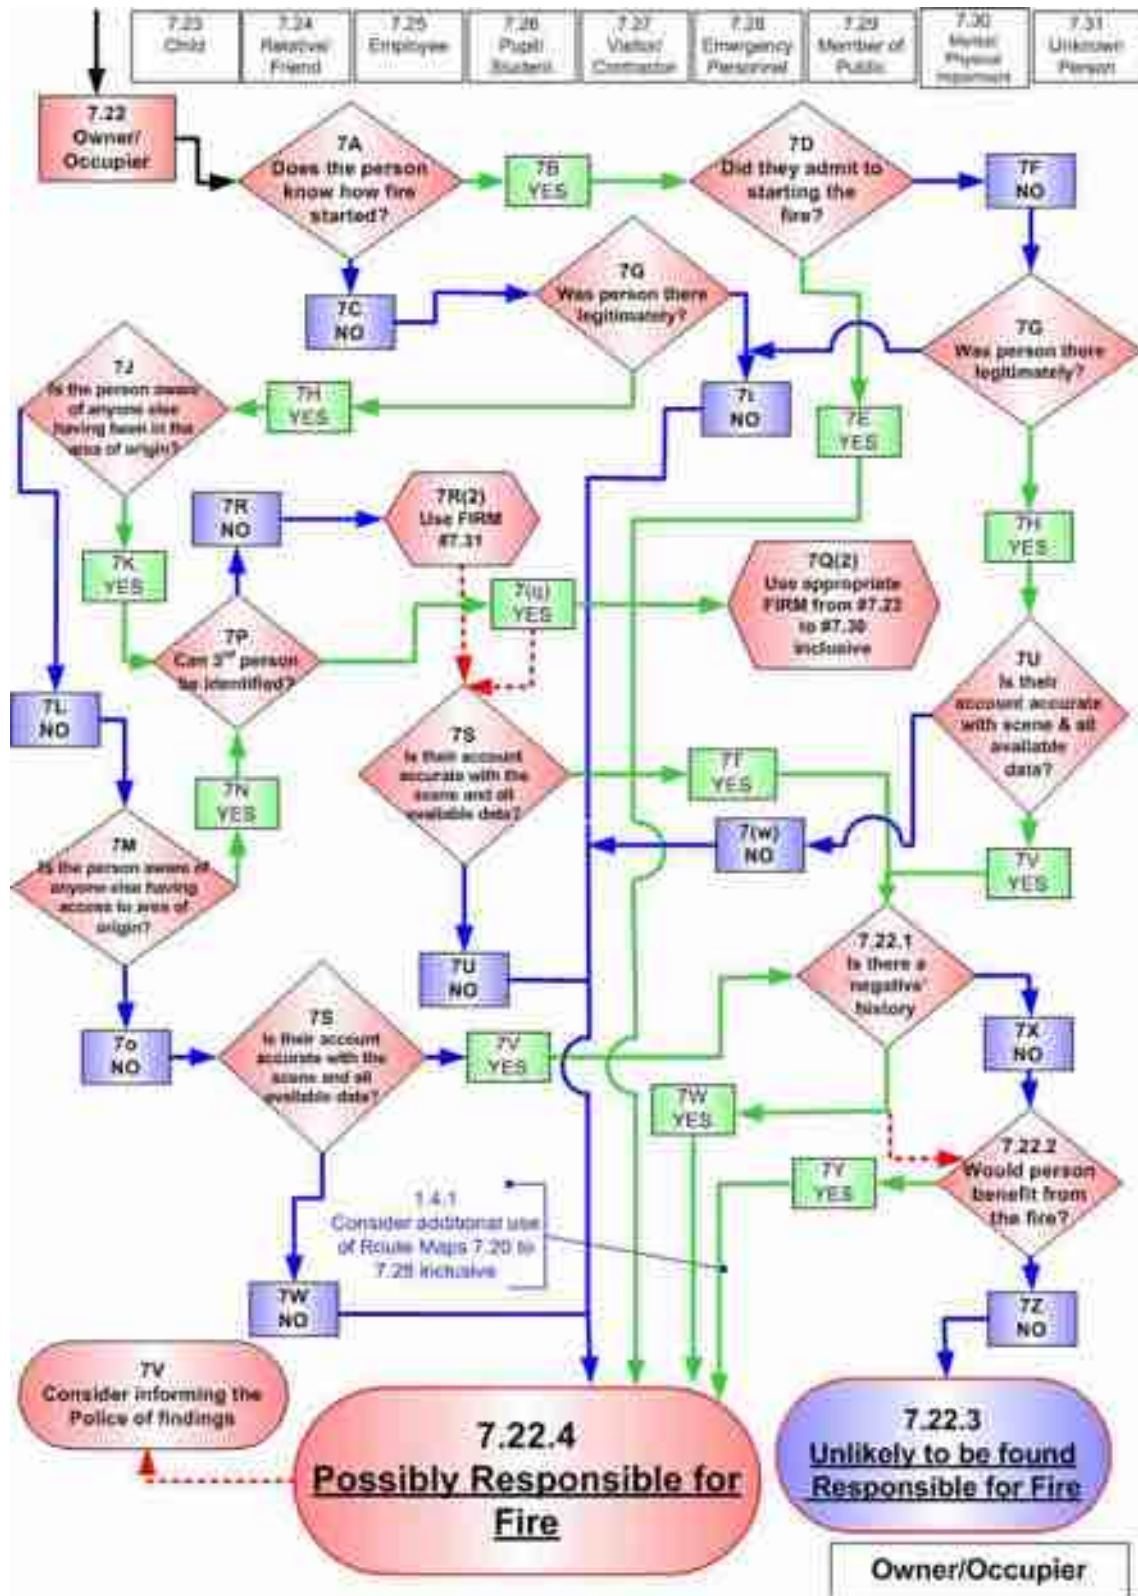 7.23
Child
7.24
Relative/
Friend
7.25
Employee
7.26
Pupil/
Student
7.27
Visitor/
Contractor
7.28
Emergency
Personnel
7.29
Member of
Public
7.30
Mental/
Physical
Impairment
7.31
Unknown
Person
7.22
Owner/
Occupier
7A
Does the person
know how fire
started?
7B
YES
7D
Did they admit to
starting the
fire?
7F
NO
7C
NO
7G
Was person there
legitimately?
7G
Was person there
legitimately?
7J
Is the person aware
of anyone else
having been in the
area of origin?
7H
YES
7i
NO
7E
YES
7R
NO
7R(2)
Use FIRM
#7.31
7H
YES
7K
YES
7(q)
YES
7Q(2)
Use appropriate
FIRM from #7.23
to #7.30
inclusive
7P
Can 3rd person
be identified?
7U
Is their
account accurate
with scene & all
available
data?
7L
NO
7S
Is their account
accurate with the
scene and all
available data?
7T
YES
7N
YES
7(w)
NO
7V
YES
7M
Is the person aware of
anyone else having
access to area of
origin?
7.22.1
Is there a
negative'
history
7U
NO
7o
NO
7S
Is their account
accurate with the
scene and all
available data?
7V
YES
7X
NO
7W
YES
7.22.2
Would person
benefit from
the fire?
7Y
YES
1.4.1
Consider additional use
of Route Maps 7.20 to
inclusive
7W
NO
7Z
NO
7V
Consider informing the
Police of findings
7.22.4
Possibly Responsible for
Fire
7.22.3
Unlikely to be found
Responsible for Fire
Owner/Occupier